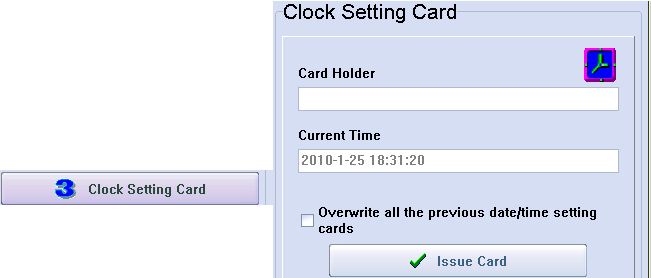 Clock Setting Card
Card Holder
Current Time
2010-1-25 18:31:20
3 Clock Setting Card
Overwrite all the previous date/time setting
cards
Issue Card